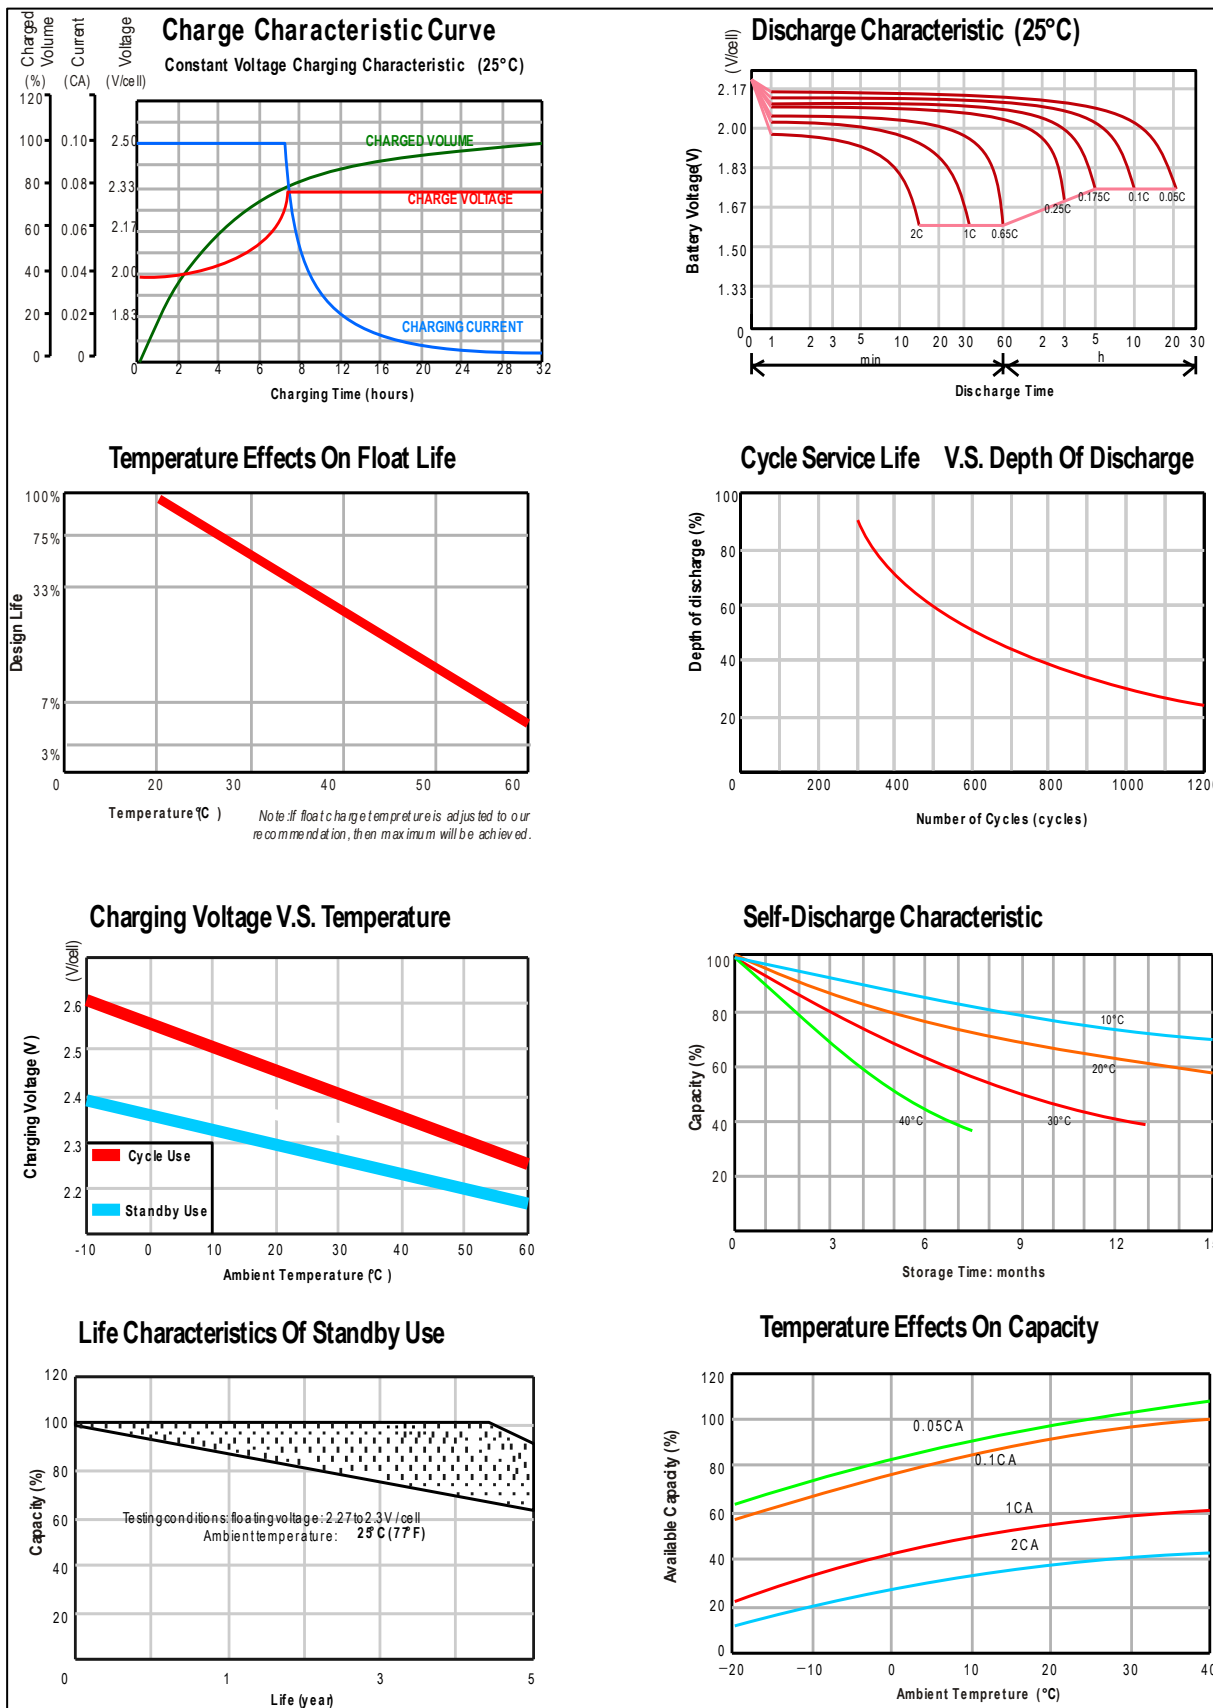 Charge Characteristic Curve
Constant Voltage Charging Characteristic (25°C)
Charged Volume
Current
Voltage
(%) (CA) (V/cell)
120
100 0.10 2.50
80 0.08 2.33
60 0.06 2.17
40 0.04 2.00
20 0.02 1.83
0 0
CHARGED VOLUME
CHARGE VOLTAGE
CHARGING CURRENT
0 2 4 6 8 12 16 20 24 28 32
Charging Time (hours)
Discharge Characteristic (25°C)
(V/cell)
Battery Voltage(V)
2.17
2.00
1.83
1.67
1.50
1.33
0
2C 1C 0.65C 0.25C 0.175C 0.1C 0.05C
0 1 2 3 5 10 20 30 60 2 3 5 10 20 30
min h
Discharge Time
Temperature Effects On Float Life
Design Life
100%
75%
33%
7%
3%
0 20 30 40 50 60
Temperature(°C )
Note:If float charge tempreture is adjusted to our
recommendation, then maximum will be achieved.
Cycle Service Life V.S. Depth Of Discharge
Depth of discharge (%)
100
80
60
40
20
0 200 400 600 800 1000 1200
Number of Cycles (cycles)
Charging Voltage V.S. Temperature
(V/cell)
Charging Voltage (V)
2.6
2.5
2.4
2.3
2.2
Cycle Use
Standby Use
-10 0 10 20 30 40 50 60
Ambient Temperature (°C )
Self-Discharge Characteristic
Capacity (%)
100
80
60
40
20
10°C
20°C
30°C
40°C
0 3 6 9 12
Storage Time: months
Life Characteristics Of Standby Use
Capacity (%)
120
100
80
60
40
20
Testing conditions: floating voltage: 2.27 to 2.3V /cell
Ambient temperature: 25°C (77°F)
0 1 3 5
Life (year)
Temperature Effects On Capacity
Available Capacity (%)
120
100
80
60
40
20
0
0.05CA
0.1CA
1CA
2CA
−20 −10 0 10 20 30 40
Ambient Tempreture (°C)